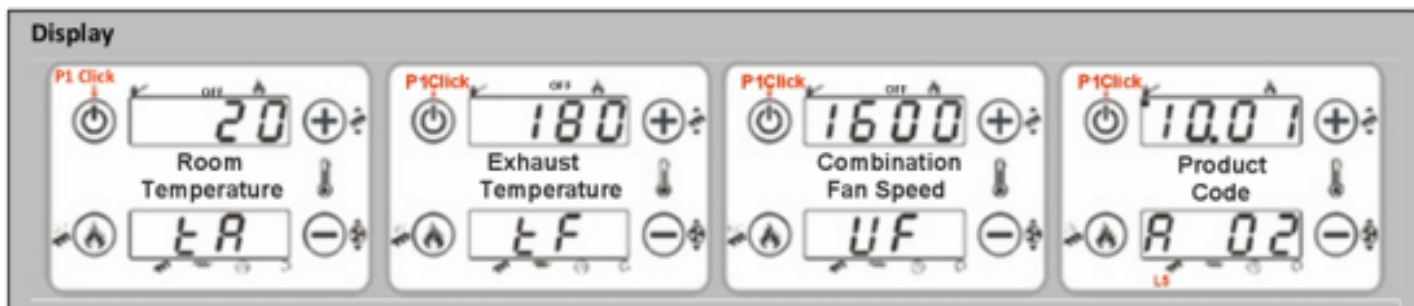 Display
P1 Click
OFF
20
Room
Temperature
tA
P1Click
OFF
180
Exhaust
Temperature
tF
P1Click
OFF
1600
Combination
Fan Speed
UF
P1Click
10.01
Product
Code
A 02
L5